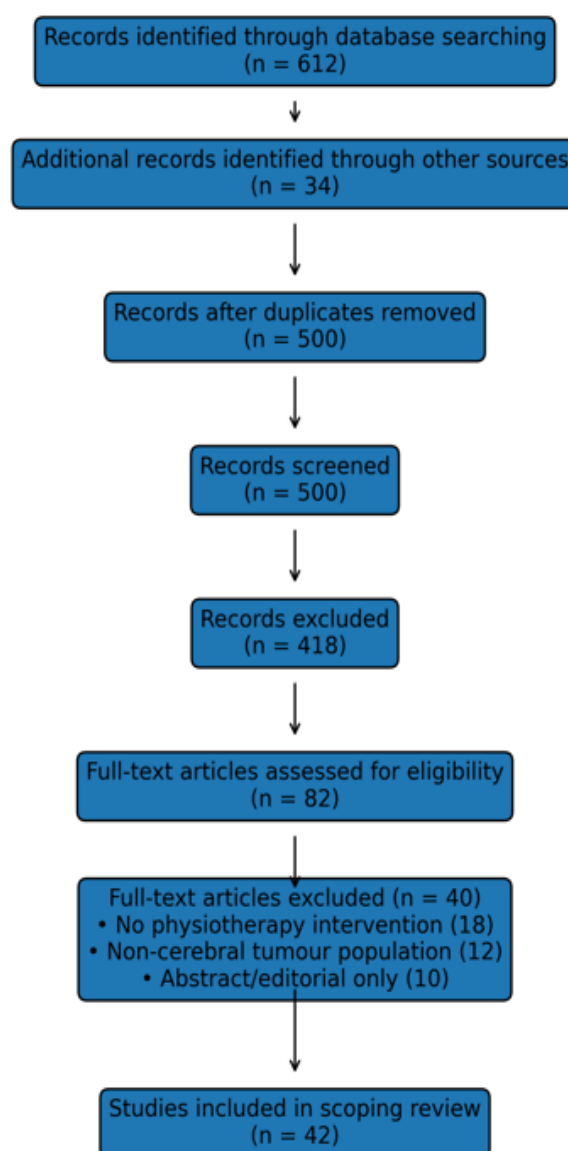 Records identified through database searching
(n = 612)
Additional records identified through other sources
(n = 34)
Records after duplicates removed
(n = 500)
Records screened
(n = 500)
Records excluded
(n = 418)
Full-text articles assessed for eligibility
(n = 82)
Full-text articles excluded (n = 40)
• No physiotherapy intervention (18)
• Non-cerebral tumour population (12)
• Abstract/editorial only (10)
Studies included in scoping review
(n = 42)